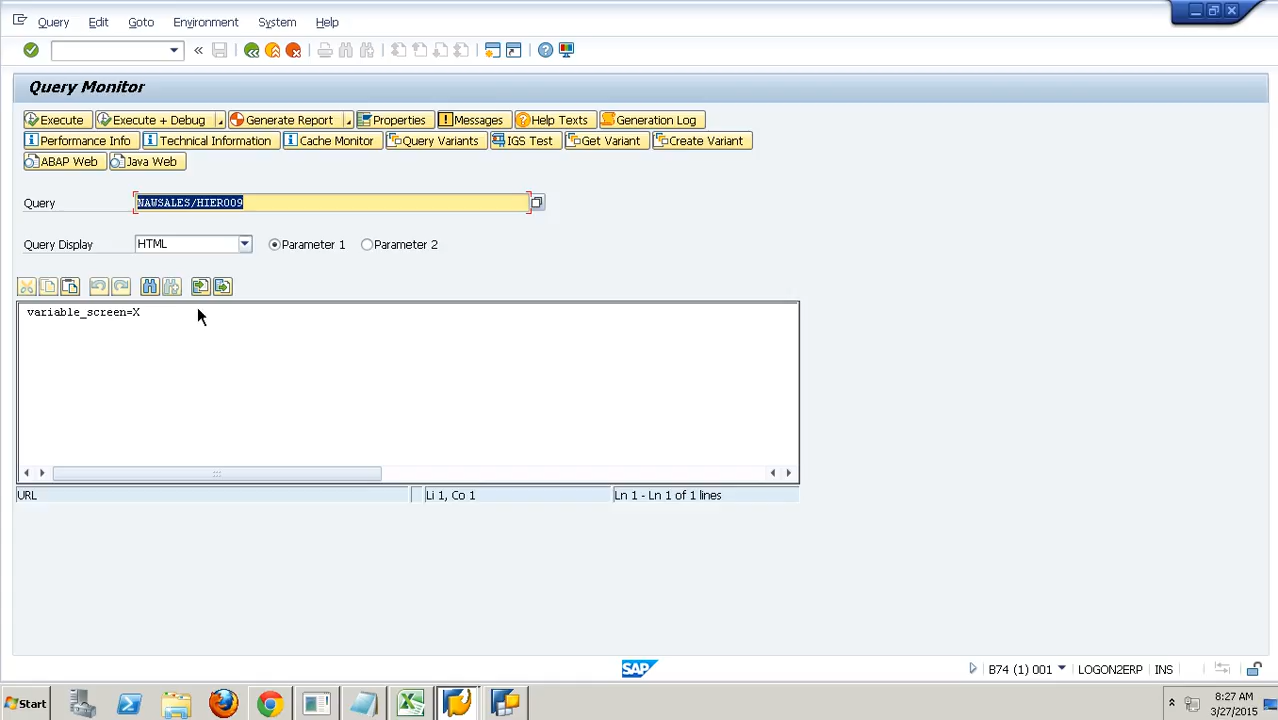 Query Edit Goto Environment System Help
Query Monitor
Execute Execute + Debug Generate Report Properties Messages Help Texts Generation Log
Performance Info Technical Information Cache Monitor Query Variants IGS Test Get Variant Create Variant
ABAP Web Java Web
Query NAWSALES/HIER009
Query Display HTML Parameter 1 Parameter 2
variable_screen=X
URL Li 1, Co 1 Ln 1 - Ln 1 of 1 lines
SAP B74 (1) 001 LOGON2ERP INS
Start 8:27 AM
3/27/2015